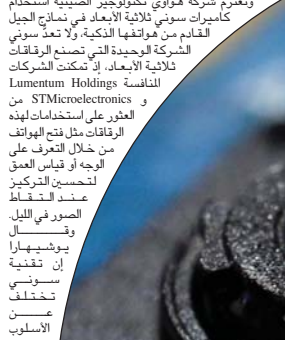 وتعتزم شركة هواوي تكنولوجيز الصينية استخدام
كاميرات سوني ثلاثية الأبعاد في نماذج الجيل
القادم من هواتفها الذكية، ولا تعدّ سوني
الشركة الوحيدة التي تصنع الرقاقات
ثلاثية الأبعاد، إذ تمكنت الشركات
المنافسة Lumentum Holdings
و STMicroelectronics من
العثور على استخدامات لهذه
الرقاقات مثل فتح الهواتف
من خلال التعرف على
الوجه أو قياس العمق
لتحسين التركيز
عند التقاط
الصور في الليل.
وقال
يوشيهارا
إن تقنية
سوني
تختلف
عن
الأسلوب